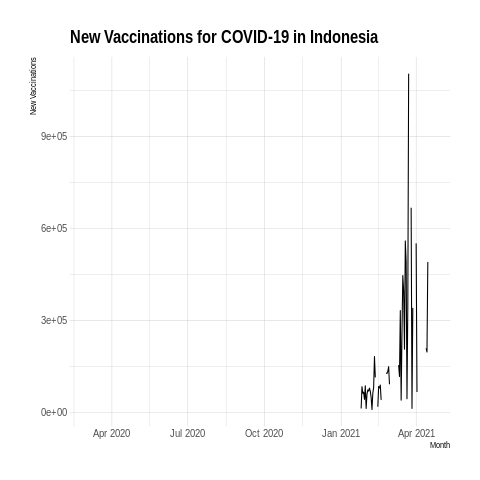 New Vaccinations for COVID-19 in Indonesia
New Vaccinations
9e+05
6e+05
3e+05
0e+00
Apr 2020 Jul 2020 Oct 2020 Jan 2021 Apr 2021
Month